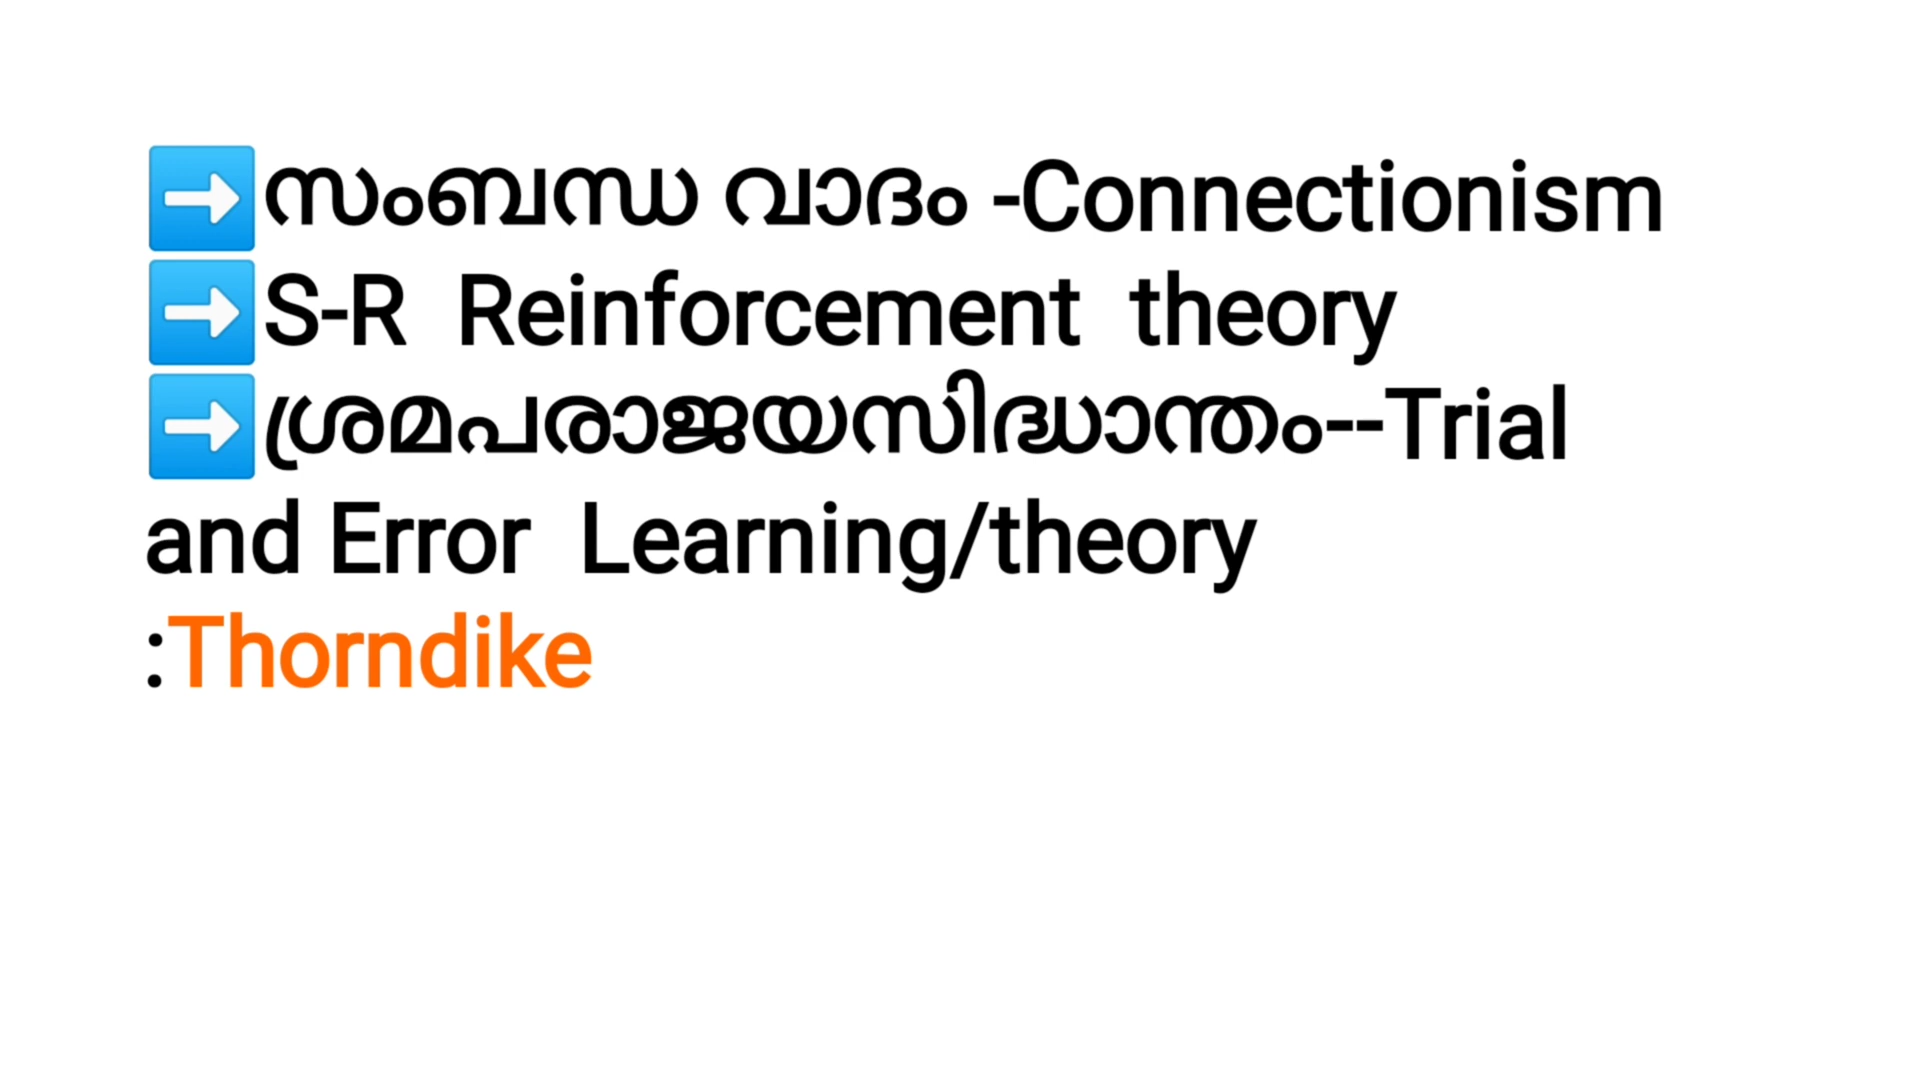 ➡️സംബന്ധ വാദം -Connectionism
➡️S-R Reinforcement theory
➡️ശ്രമപരാജയസിദ്ധാന്തം--Trial
and Error Learning/theory
:Thorndike